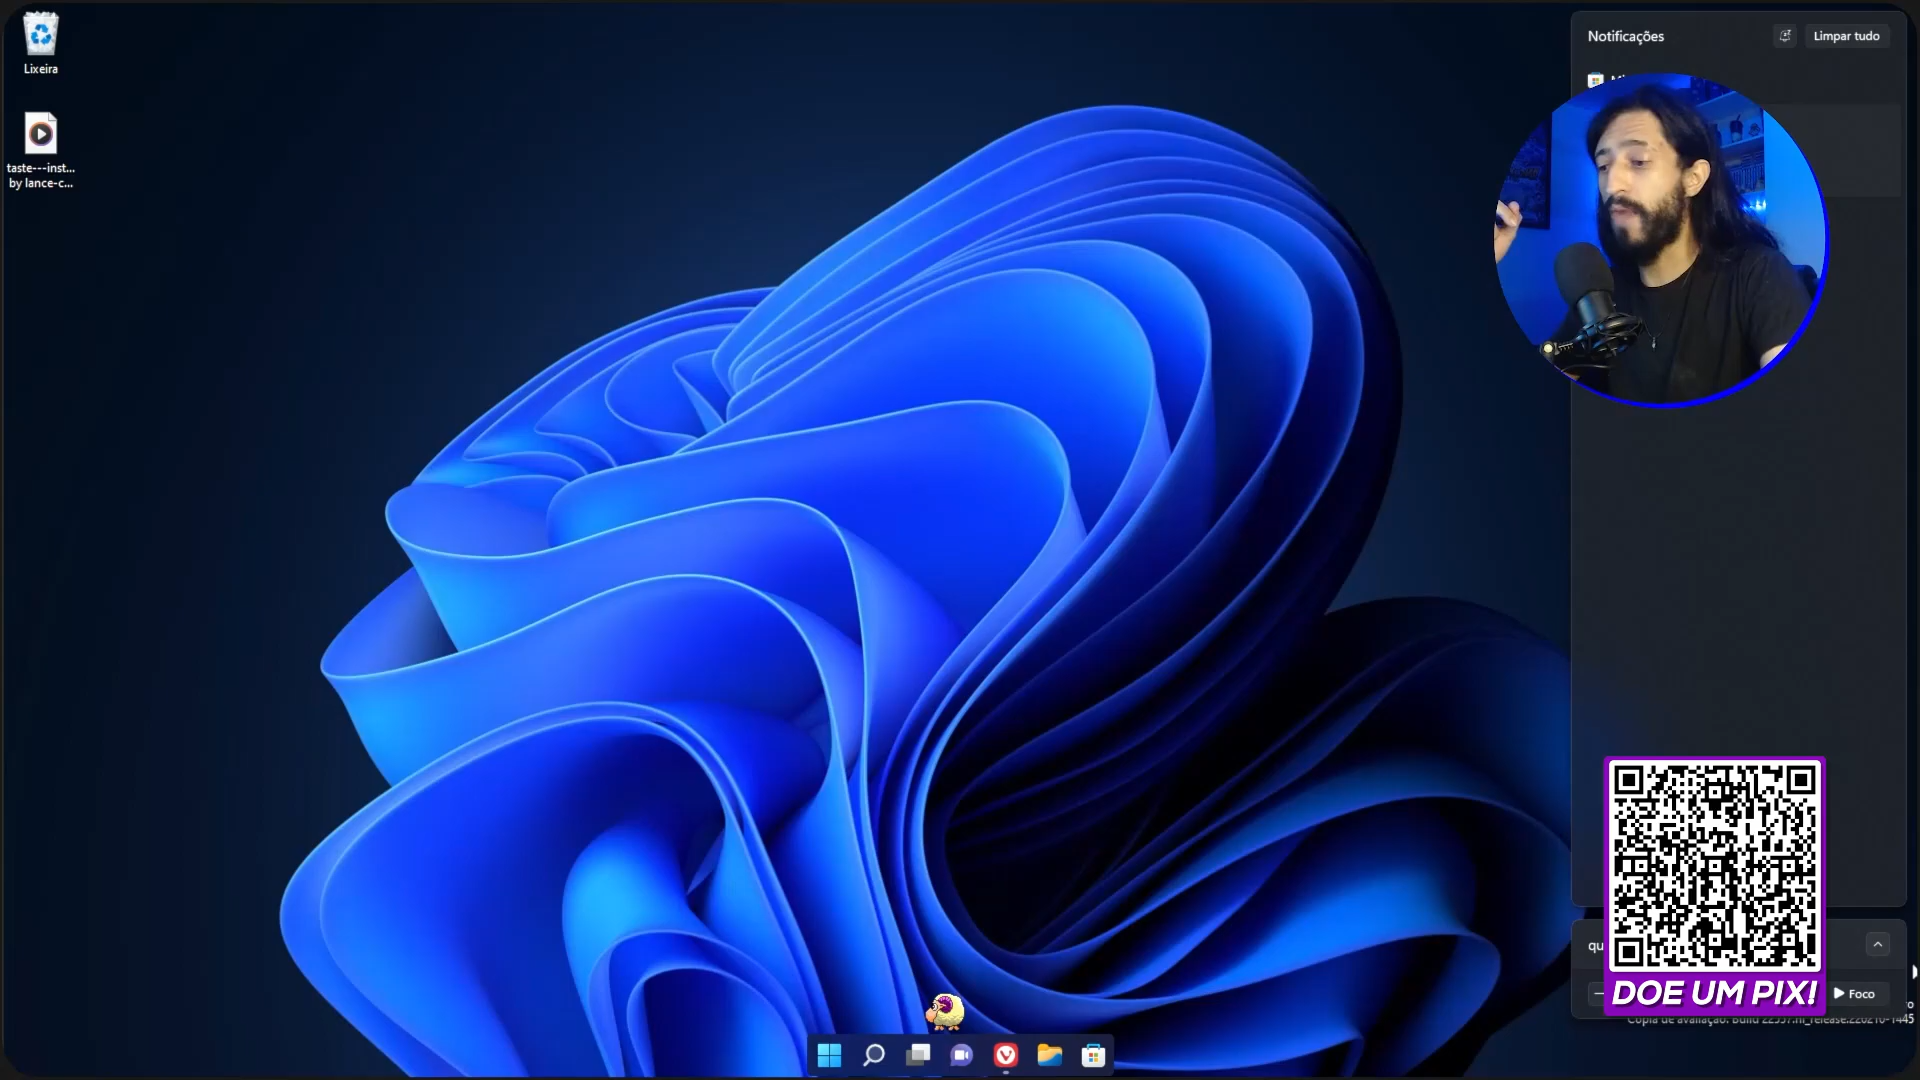 Lixeira
taste---inst...
by lance-c...
Notificações
Limpar tudo
Foco
DOE UM PIX!